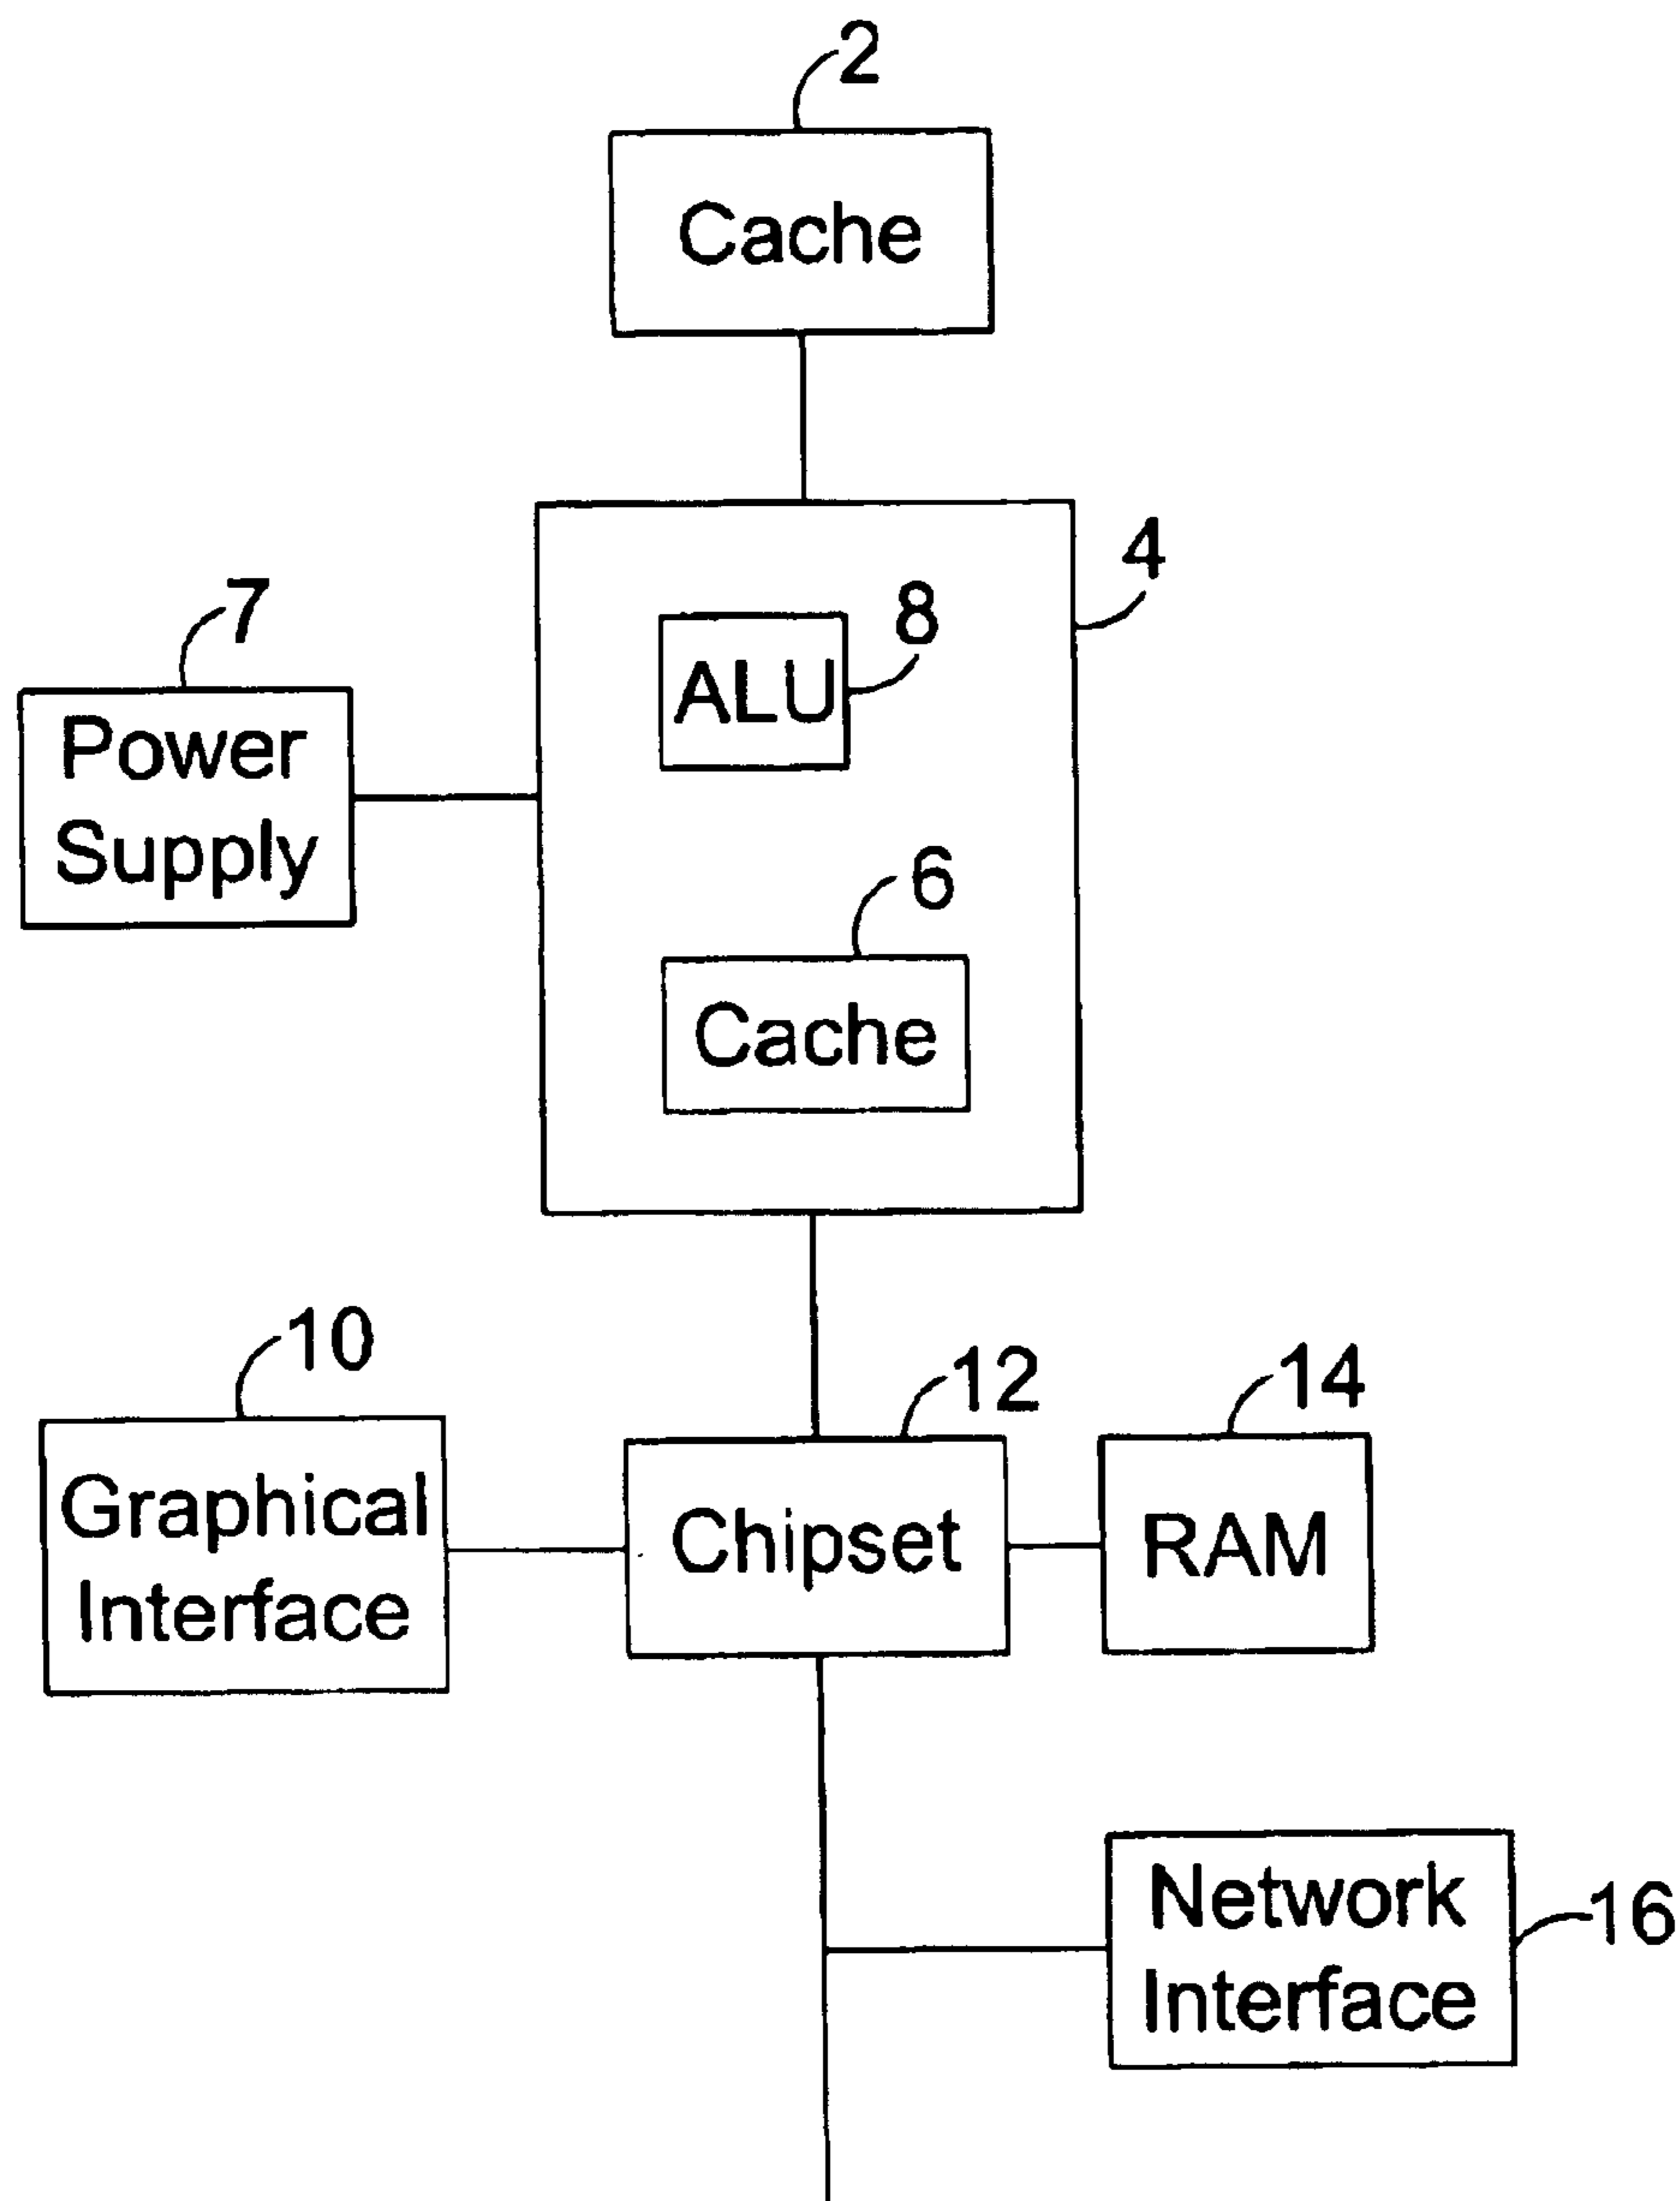 2
Cache
4
7
8
ALU
Power
Supply
6
Cache
10
12
14
Graphical
Interface
Chipset
RAM
Network
Interface
16